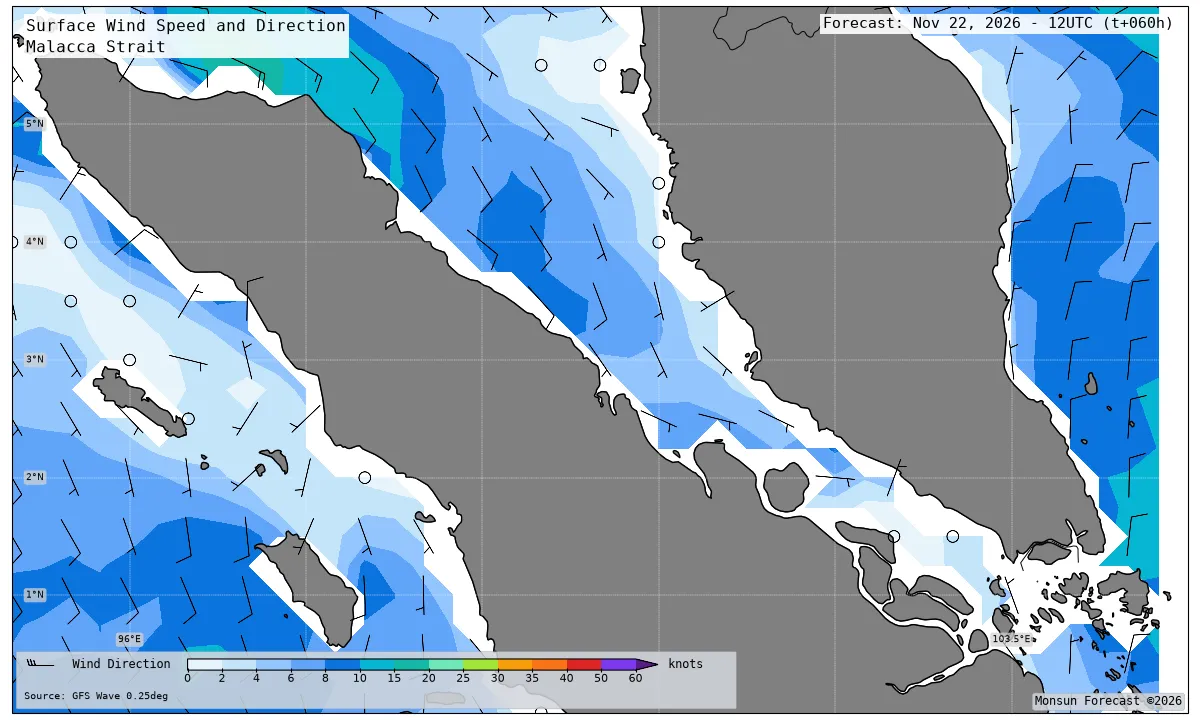 Surface Wind Speed and Direction
Malacca Strait
Forecast: Nov 22, 2026 - 12UTC (t+060h)
5°N
4°N
3°N
2°N
1°N
96°E
103.5°E
Wind Direction
knots
0 2 4 6 8 10 15 20 25 30 35 40 50 60
Source: GFS Wave 0.25deg
Monsun Forecast ©2026